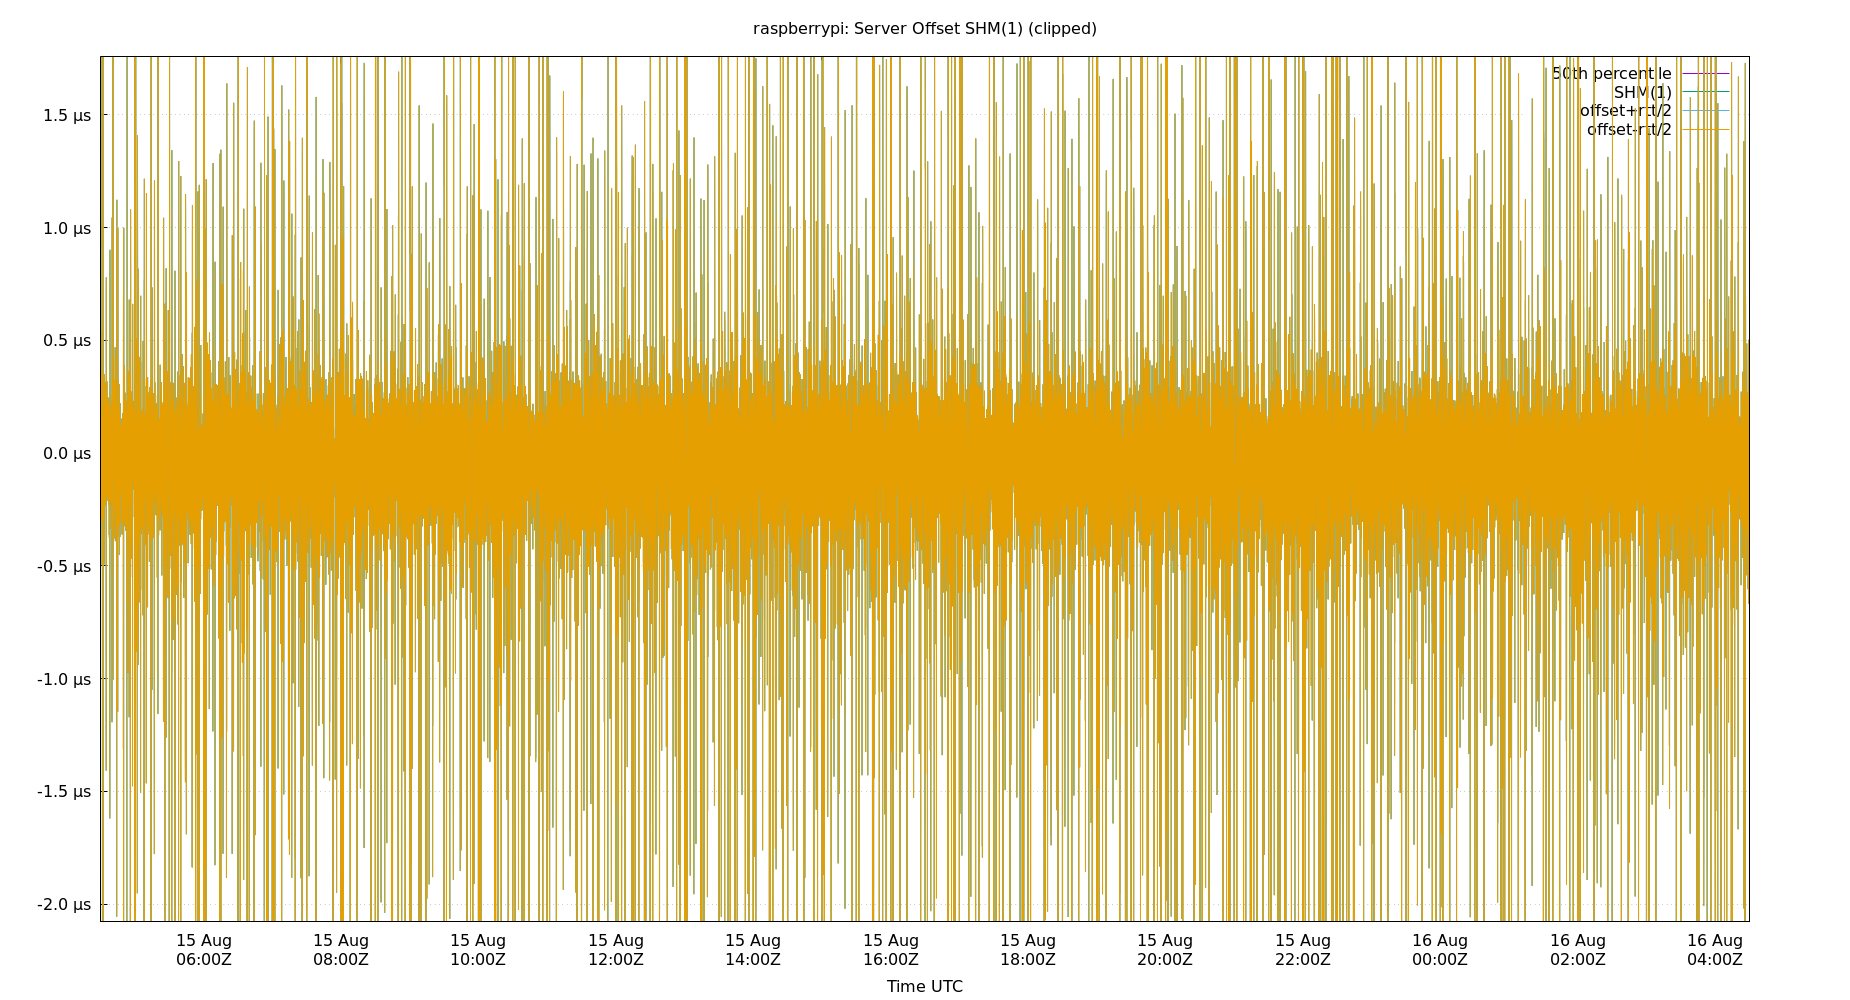 raspberrypi: Server Offset SHM(1) (clipped)
50th percentile
SHM(1)
offset+rtt/2
offset-rtt/2
1.5 µs
1.0 µs
0.5 µs
0.0 µs
-0.5 µs
-1.0 µs
-1.5 µs
-2.0 µs
15 Aug 15 Aug 15 Aug 15 Aug 15 Aug 15 Aug 15 Aug 15 Aug 15 Aug 16 Aug 16 Aug 16 Aug
06:00Z 08:00Z 10:00Z 12:00Z 14:00Z 16:00Z 18:00Z 20:00Z 22:00Z 00:00Z 02:00Z 04:00Z
Time UTC